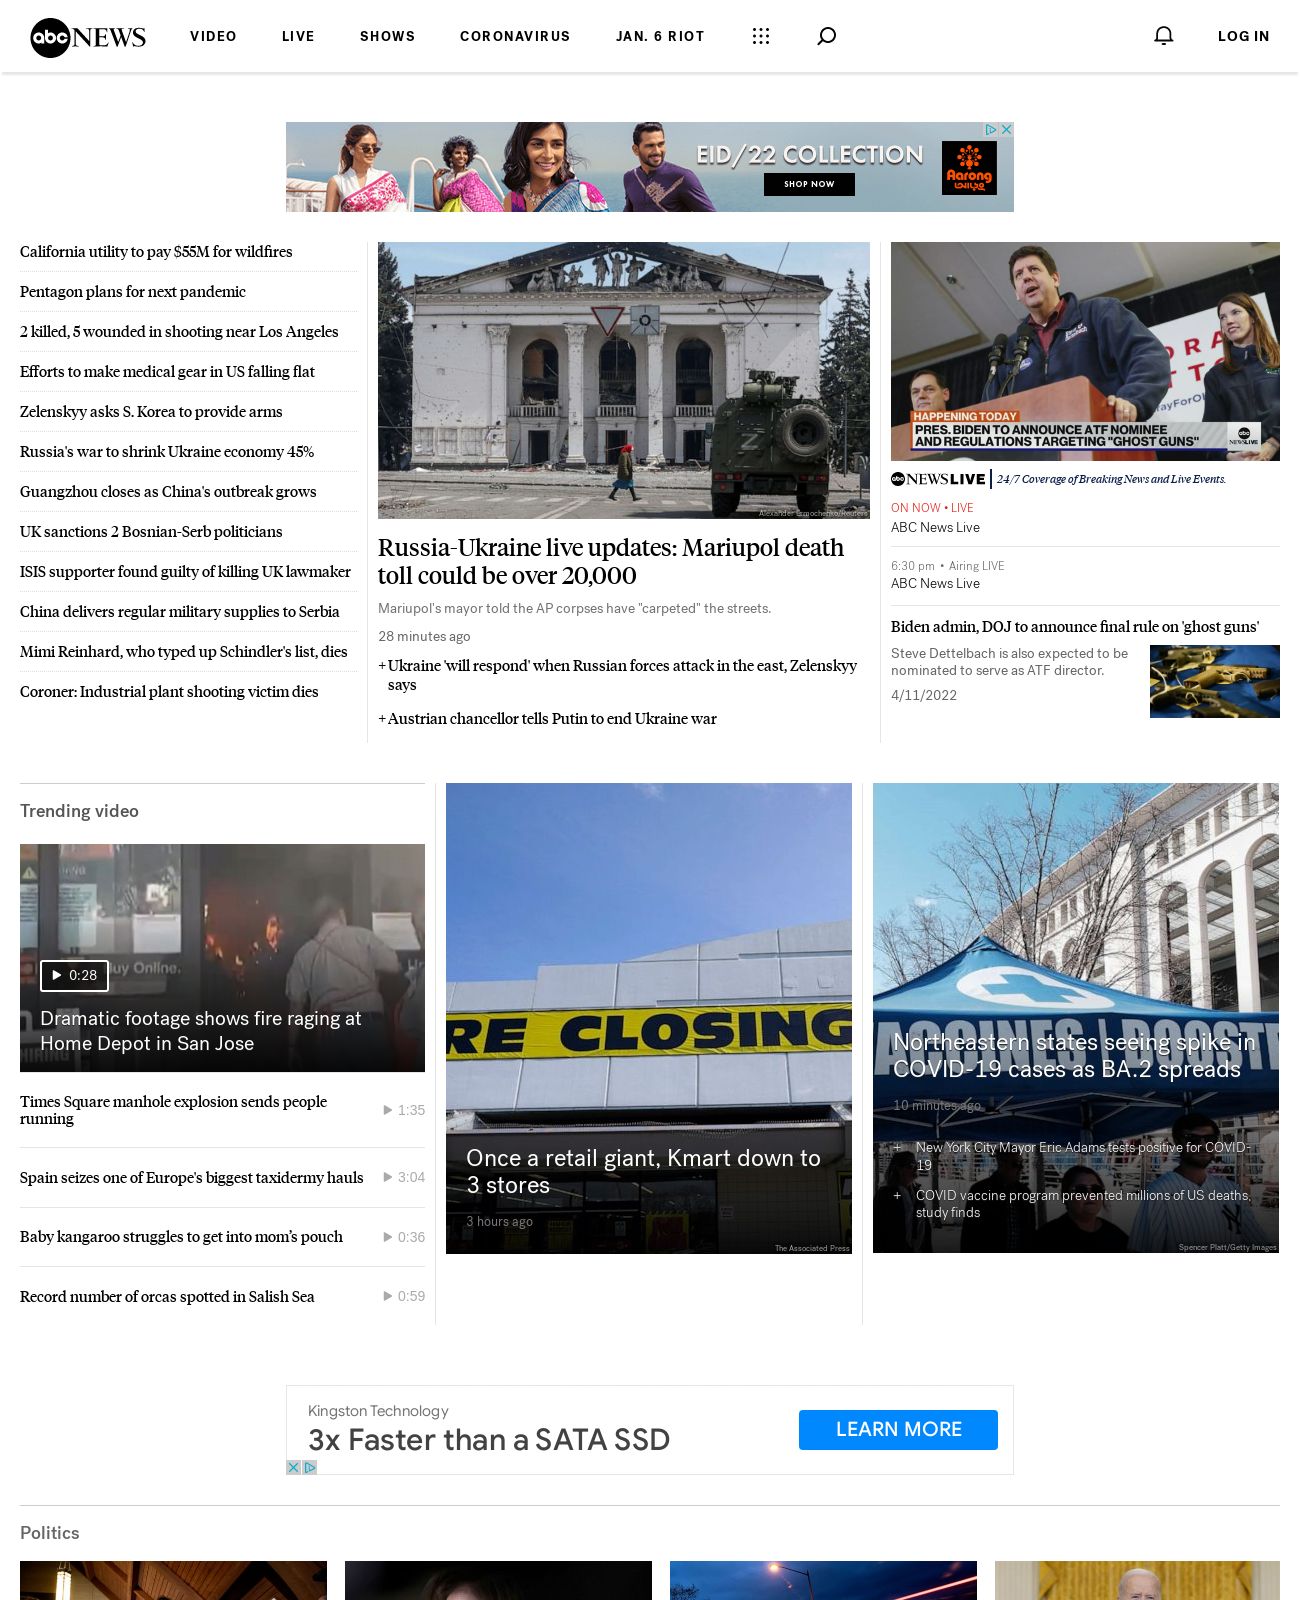 abc NEWS
VIDEO
LIVE
SHOWS
CORONAVIRUS
JAN. 6 RIOT
LOG IN
EID/22 COLLECTION
SHOP NOW
Aarong
আড়ং
California utility to pay $55M for wildfires
Pentagon plans for next pandemic
2 killed, 5 wounded in shooting near Los Angeles
Efforts to make medical gear in US falling flat
Zelenskyy asks S. Korea to provide arms
Russia's war to shrink Ukraine economy 45%
Guangzhou closes as China's outbreak grows
UK sanctions 2 Bosnian-Serb politicians
ISIS supporter found guilty of killing UK lawmaker
China delivers regular military supplies to Serbia
Mimi Reinhard, who typed up Schindler's list, dies
Coroner: Industrial plant shooting victim dies
Z
Alexander Ermochenko/Reuters
Russia-Ukraine live updates: Mariupol death
toll could be over 20,000
Mariupol's mayor told the AP corpses have "carpeted" the streets.
28 minutes ago
+ Ukraine 'will respond' when Russian forces attack in the east, Zelenskyy
says
+ Austrian chancellor tells Putin to end Ukraine war
HAPPENING TODAY
PRES. BIDEN TO ANNOUNCE ATF NOMINEE
AND REGULATIONS TARGETING "GHOST GUNS"
abc
NEWS LIVE
abc NEWS LIVE
24/7 Coverage of Breaking News and Live Events.
ON NOW • LIVE
ABC News Live
6:30 pm • Airing LIVE
ABC News Live
Biden admin, DOJ to announce final rule on 'ghost guns'
Steve Dettelbach is also expected to be
nominated to serve as ATF director.
4/11/2022
Trending video
Buy Online.
0:28
Dramatic footage shows fire raging at
Home Depot in San Jose
HIRING
Times Square manhole explosion sends people
running
1:35
Spain seizes one of Europe's biggest taxidermy hauls
3:04
Baby kangaroo struggles to get into mom’s pouch
0:36
Record number of orcas spotted in Salish Sea
0:59
RE CLOSING
Once a retail giant, Kmart down to
3 stores
3 hours ago
The Associated Press
Northeastern states seeing spike in
COVID-19 cases as BA.2 spreads
10 minutes ago
+ New York City Mayor Eric Adams tests positive for COVID-
19
+ COVID vaccine program prevented millions of US deaths,
study finds
Spencer Platt/Getty Images
Kingston Technology
3x Faster than a SATA SSD
LEARN MORE
Politics